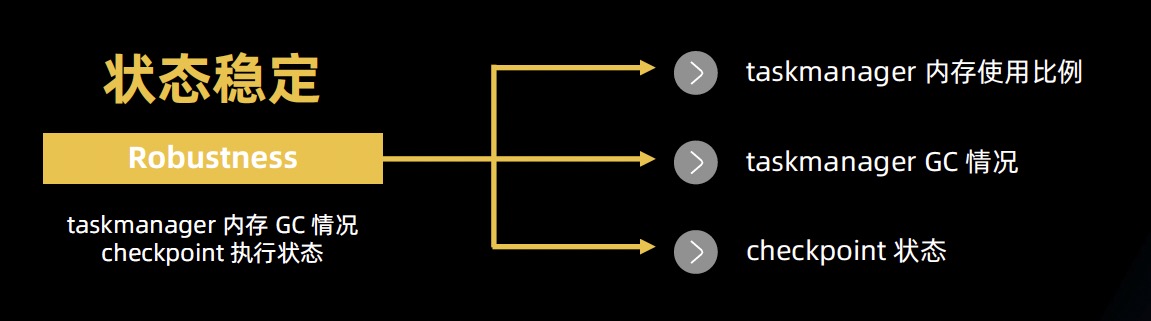 状态稳定
Robustness
taskmanager 内存 GC 情况
checkpoint 执行状态
taskmanager 内存使用比例
taskmanager GC 情况
checkpoint 状态